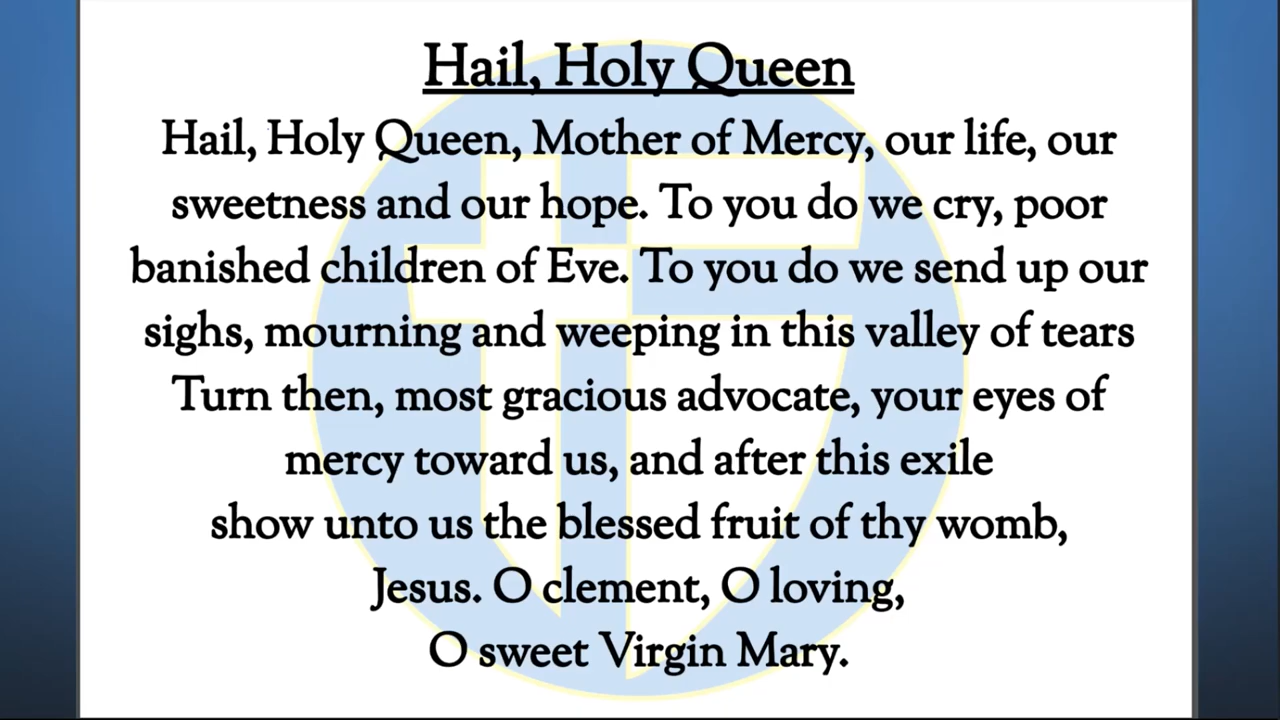 Hail, Holy Queen
Hail, Holy Queen, Mother of Mercy, our life, our
sweetness and our hope. To you do we cry, poor
banished children of Eve. To you do we send up our
sighs, mourning and weeping in this valley of tears
Turn then, most gracious advocate, your eyes of
mercy toward us, and after this exile
show unto us the blessed fruit of thy womb,
Jesus. O clement, O loving,
O sweet Virgin Mary.